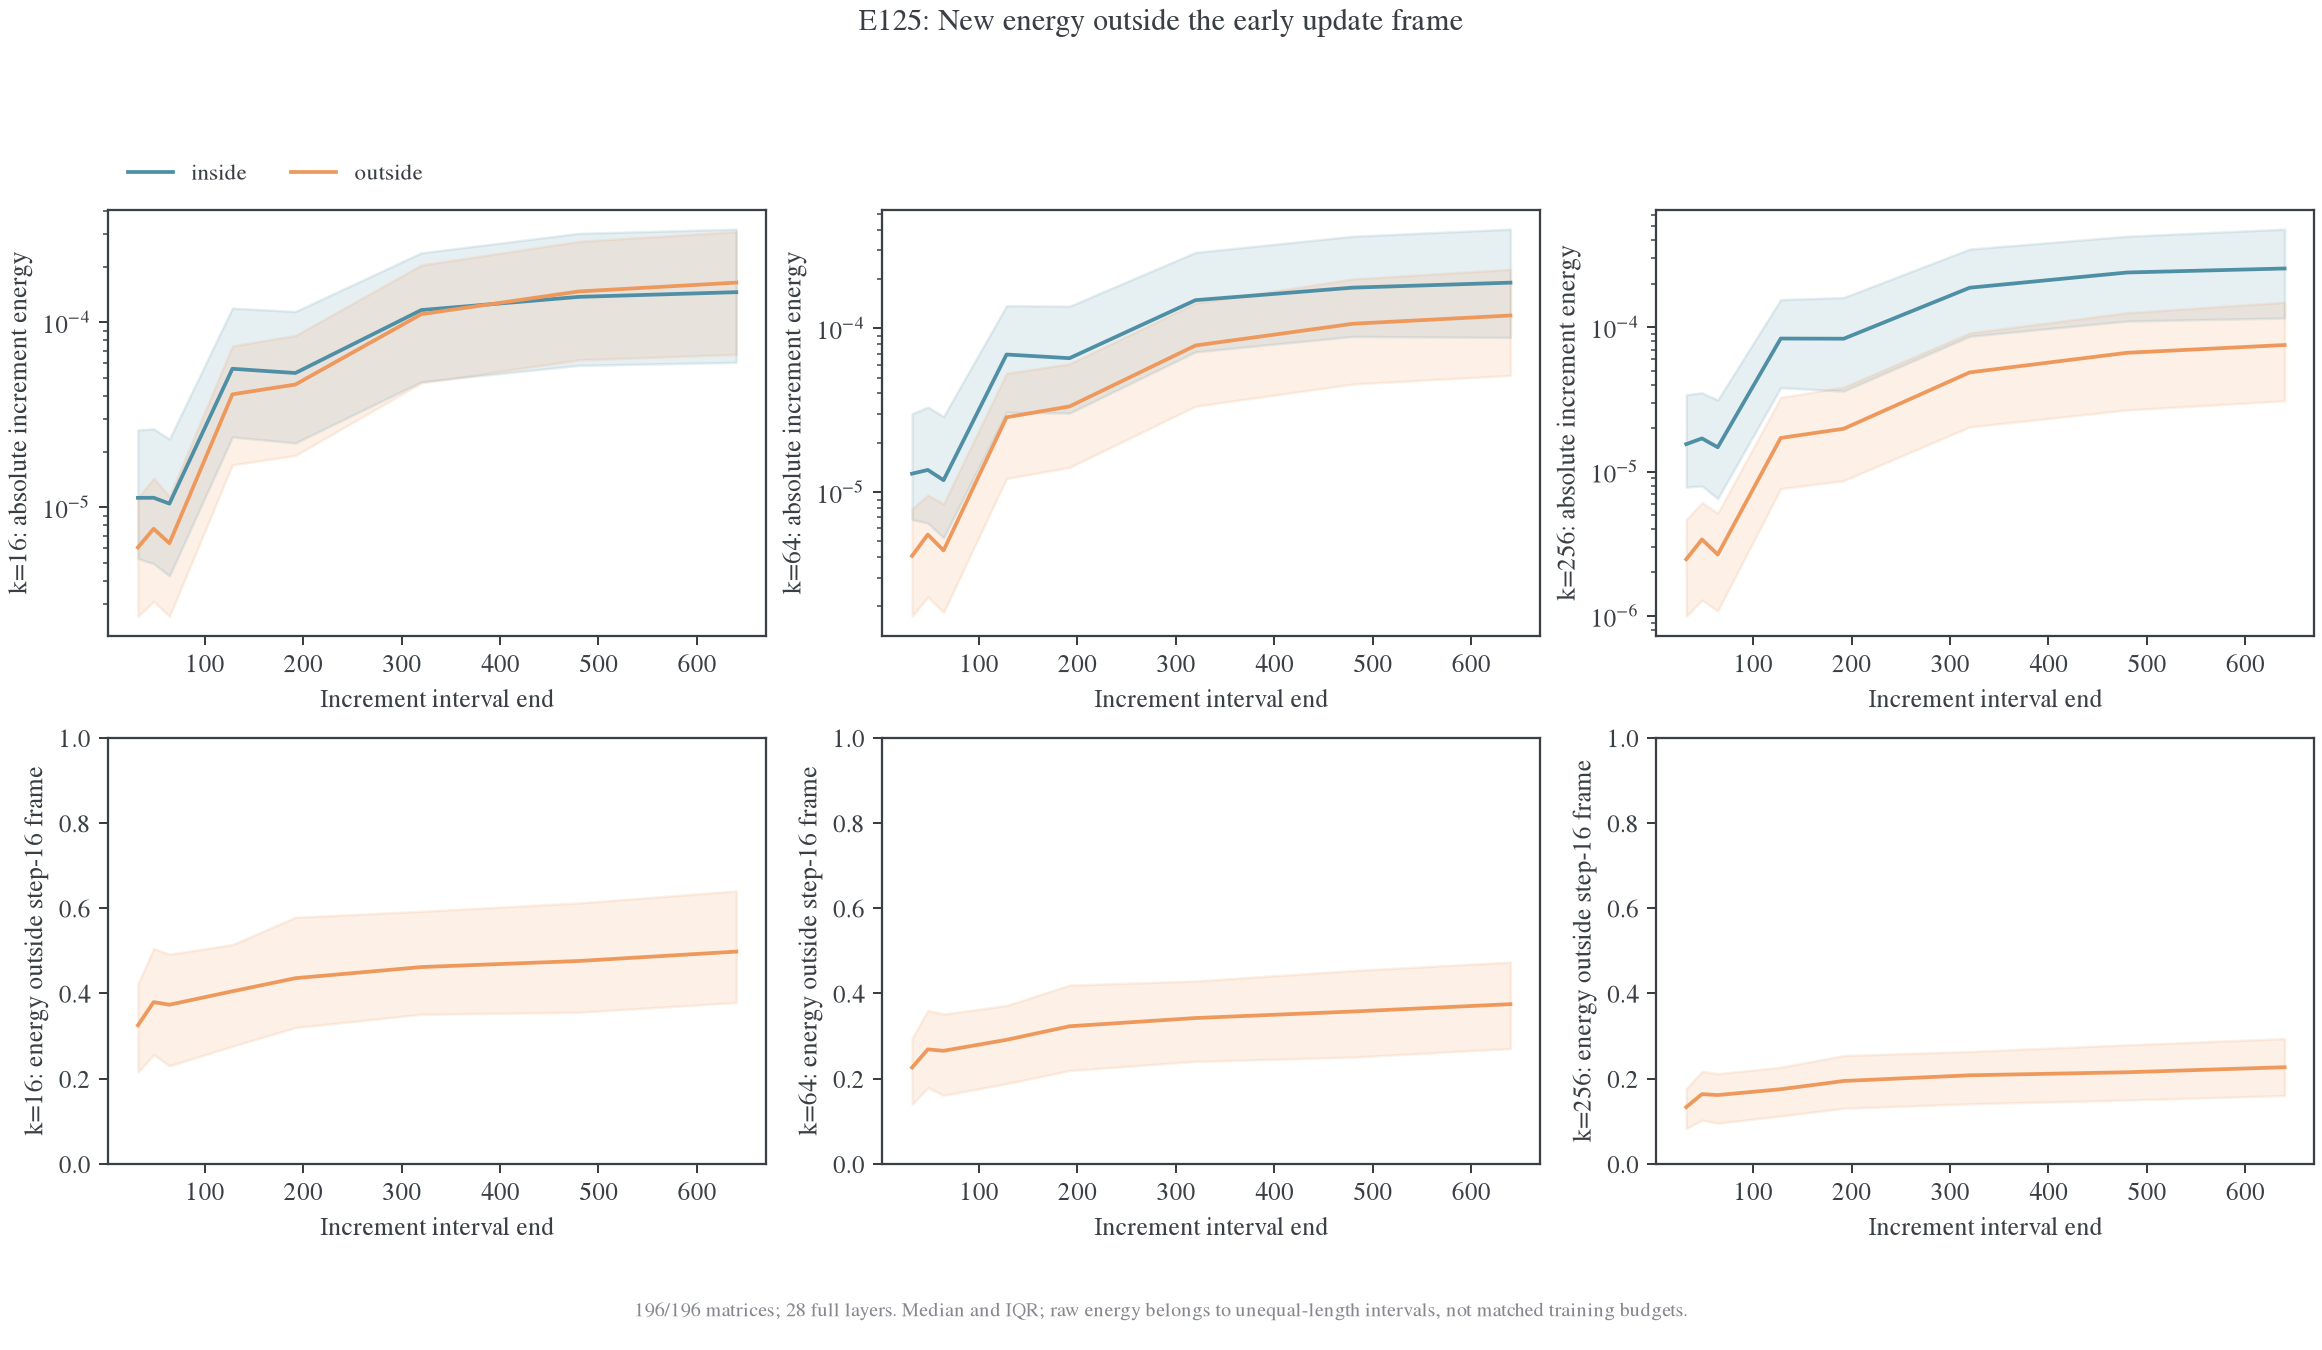 E125: New energy outside the early update frame
inside
outside
k=16: absolute increment energy
10⁻⁴
10⁻⁵
100 200 300 400 500 600
Increment interval end
k=64: absolute increment energy
10⁻⁴
10⁻⁵
100 200 300 400 500 600
Increment interval end
k=256: absolute increment energy
10⁻⁴
10⁻⁵
10⁻⁶
100 200 300 400 500 600
Increment interval end
k=16: energy outside step-16 frame
1.0
0.8
0.6
0.4
0.2
0.0
100 200 300 400 500 600
Increment interval end
k=64: energy outside step-16 frame
1.0
0.8
0.6
0.4
0.2
0.0
100 200 300 400 500 600
Increment interval end
k=256: energy outside step-16 frame
1.0
0.8
0.6
0.4
0.2
0.0
100 200 300 400 500 600
Increment interval end
196/196 matrices; 28 full layers. Median and IQR; raw energy belongs to unequal-length intervals, not matched training budgets.